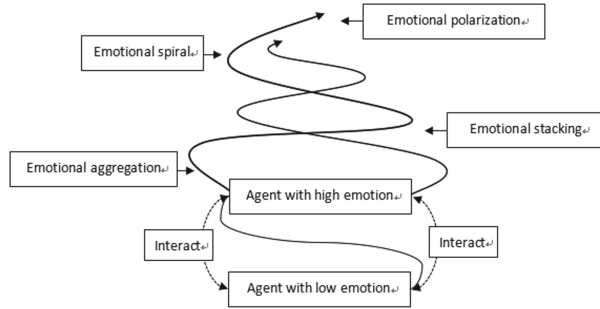 Emotional polarization
Emotional spiral
Emotional stacking
Emotional aggregation
Agent with high emotion
Interact
Interact
Agent with low emotion